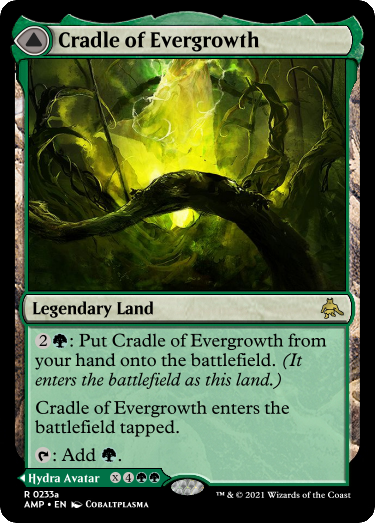 Cradle of Evergrowth
Legendary Land
2 : Put Cradle of Evergrowth from
your hand onto the battlefield. (It
enters the battlefield as this land.)
Cradle of Evergrowth enters the
battlefield tapped.
: Add .
Hydra Avatar X 4
R 0233a
AMP • EN COBALTPLASMA
™ & © 2021 Wizards of the Coast